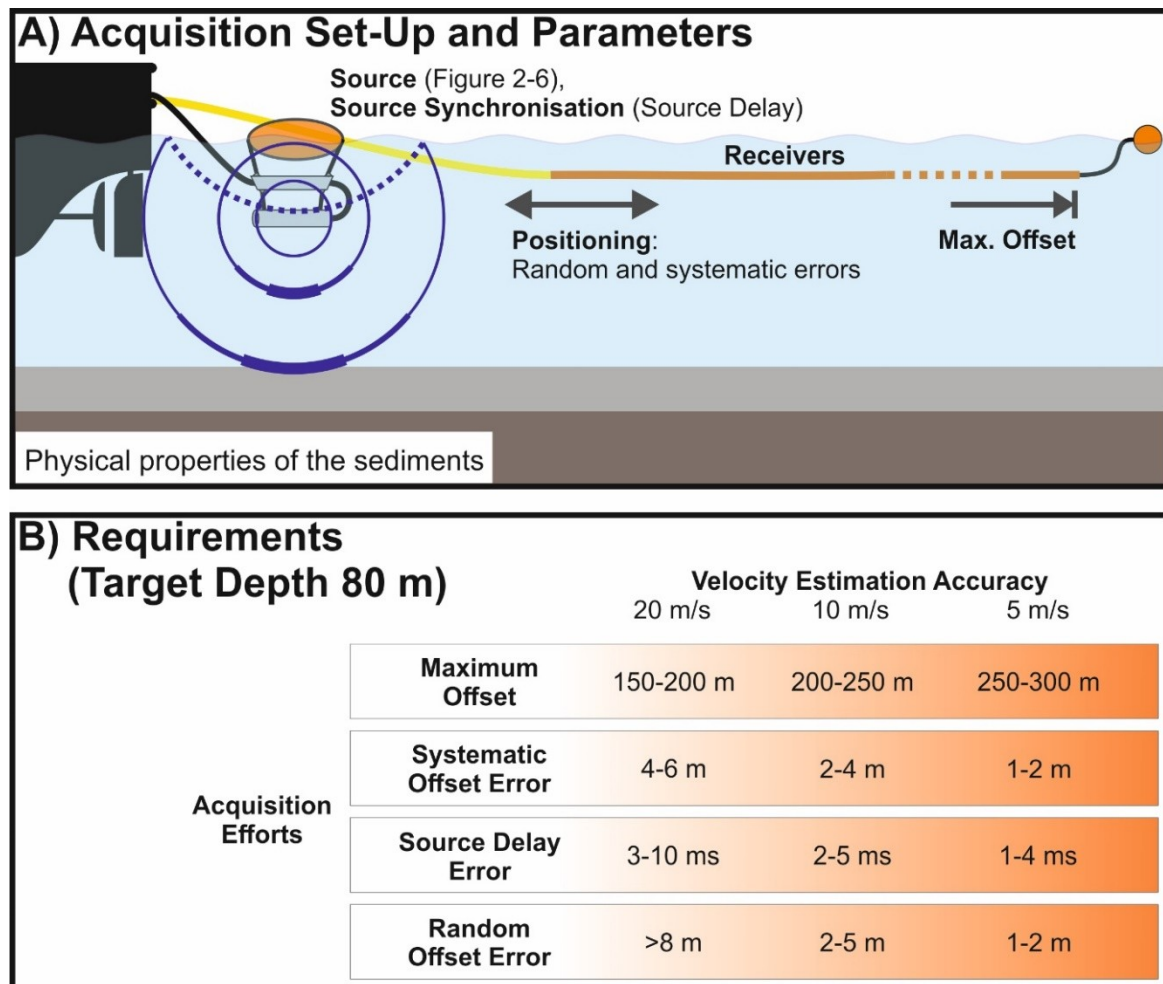 A) Acquisition Set-Up and Parameters
Source (Figure 2-6),
Source Synchronisation (Source Delay)
Receivers
Positioning:
Random and systematic errors
Max. Offset
Physical properties of the sediments
B) Requirements
(Target Depth 80 m)
Velocity Estimation Accuracy
20 m/s 10 m/s 5 m/s
Maximum
Offset
150-200 m 200-250 m 250-300 m
Systematic
Offset Error
4-6 m 2-4 m 1-2 m
Acquisition
Efforts
Source Delay
Error
3-10 ms 2-5 ms 1-4 ms
Random
Offset Error
>8 m 2-5 m 1-2 m